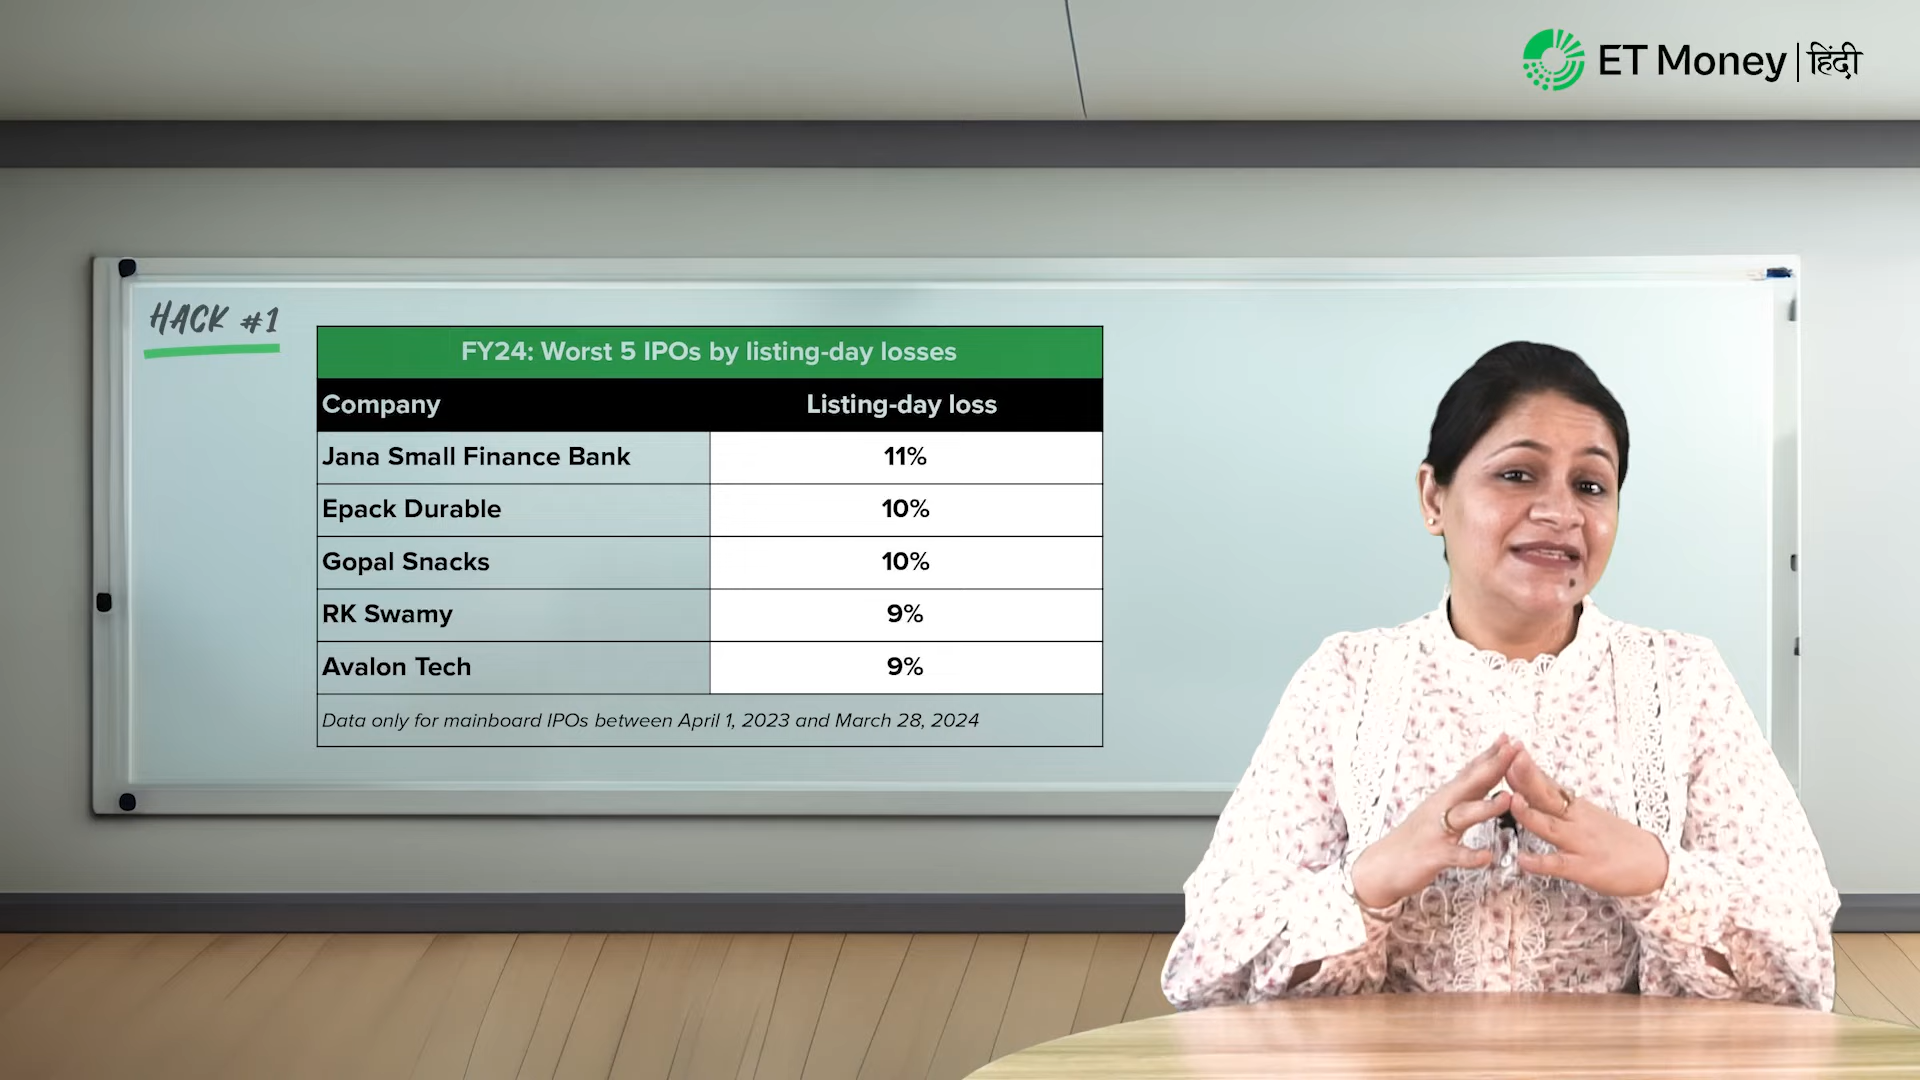 ET Money | हिंदी
HACK #1
FY24: Worst 5 IPOs by listing-day losses
Company Listing-day loss
Jana Small Finance Bank 11%
Epack Durable 10%
Gopal Snacks 10%
RK Swamy 9%
Avalon Tech 9%
Data only for mainboard IPOs between April 1, 2023 and March 28, 2024